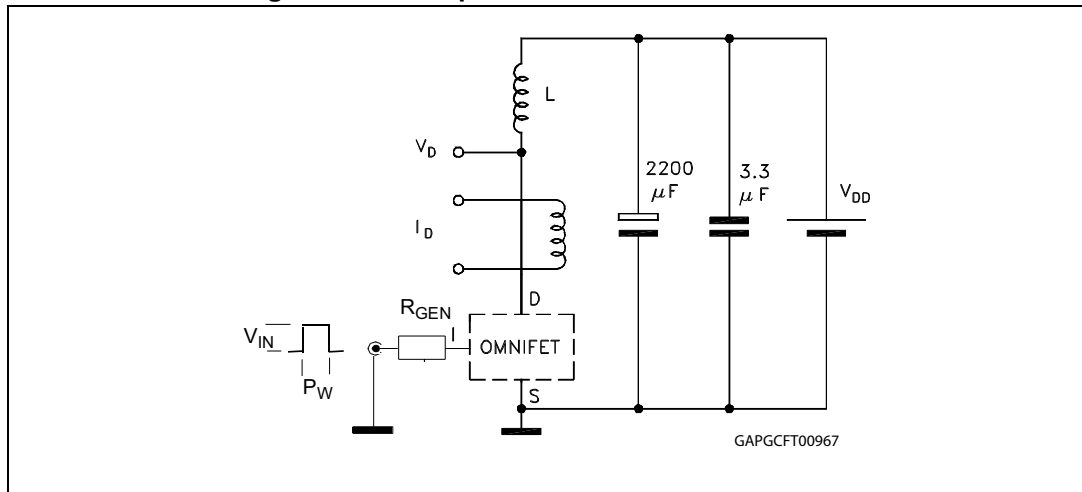 L
V_D
2200
μF
3.3
μF
V_DD
I_D
D
R_GEN
I
V_IN
OMNIFET
P_W
S
GAPGCFT00967